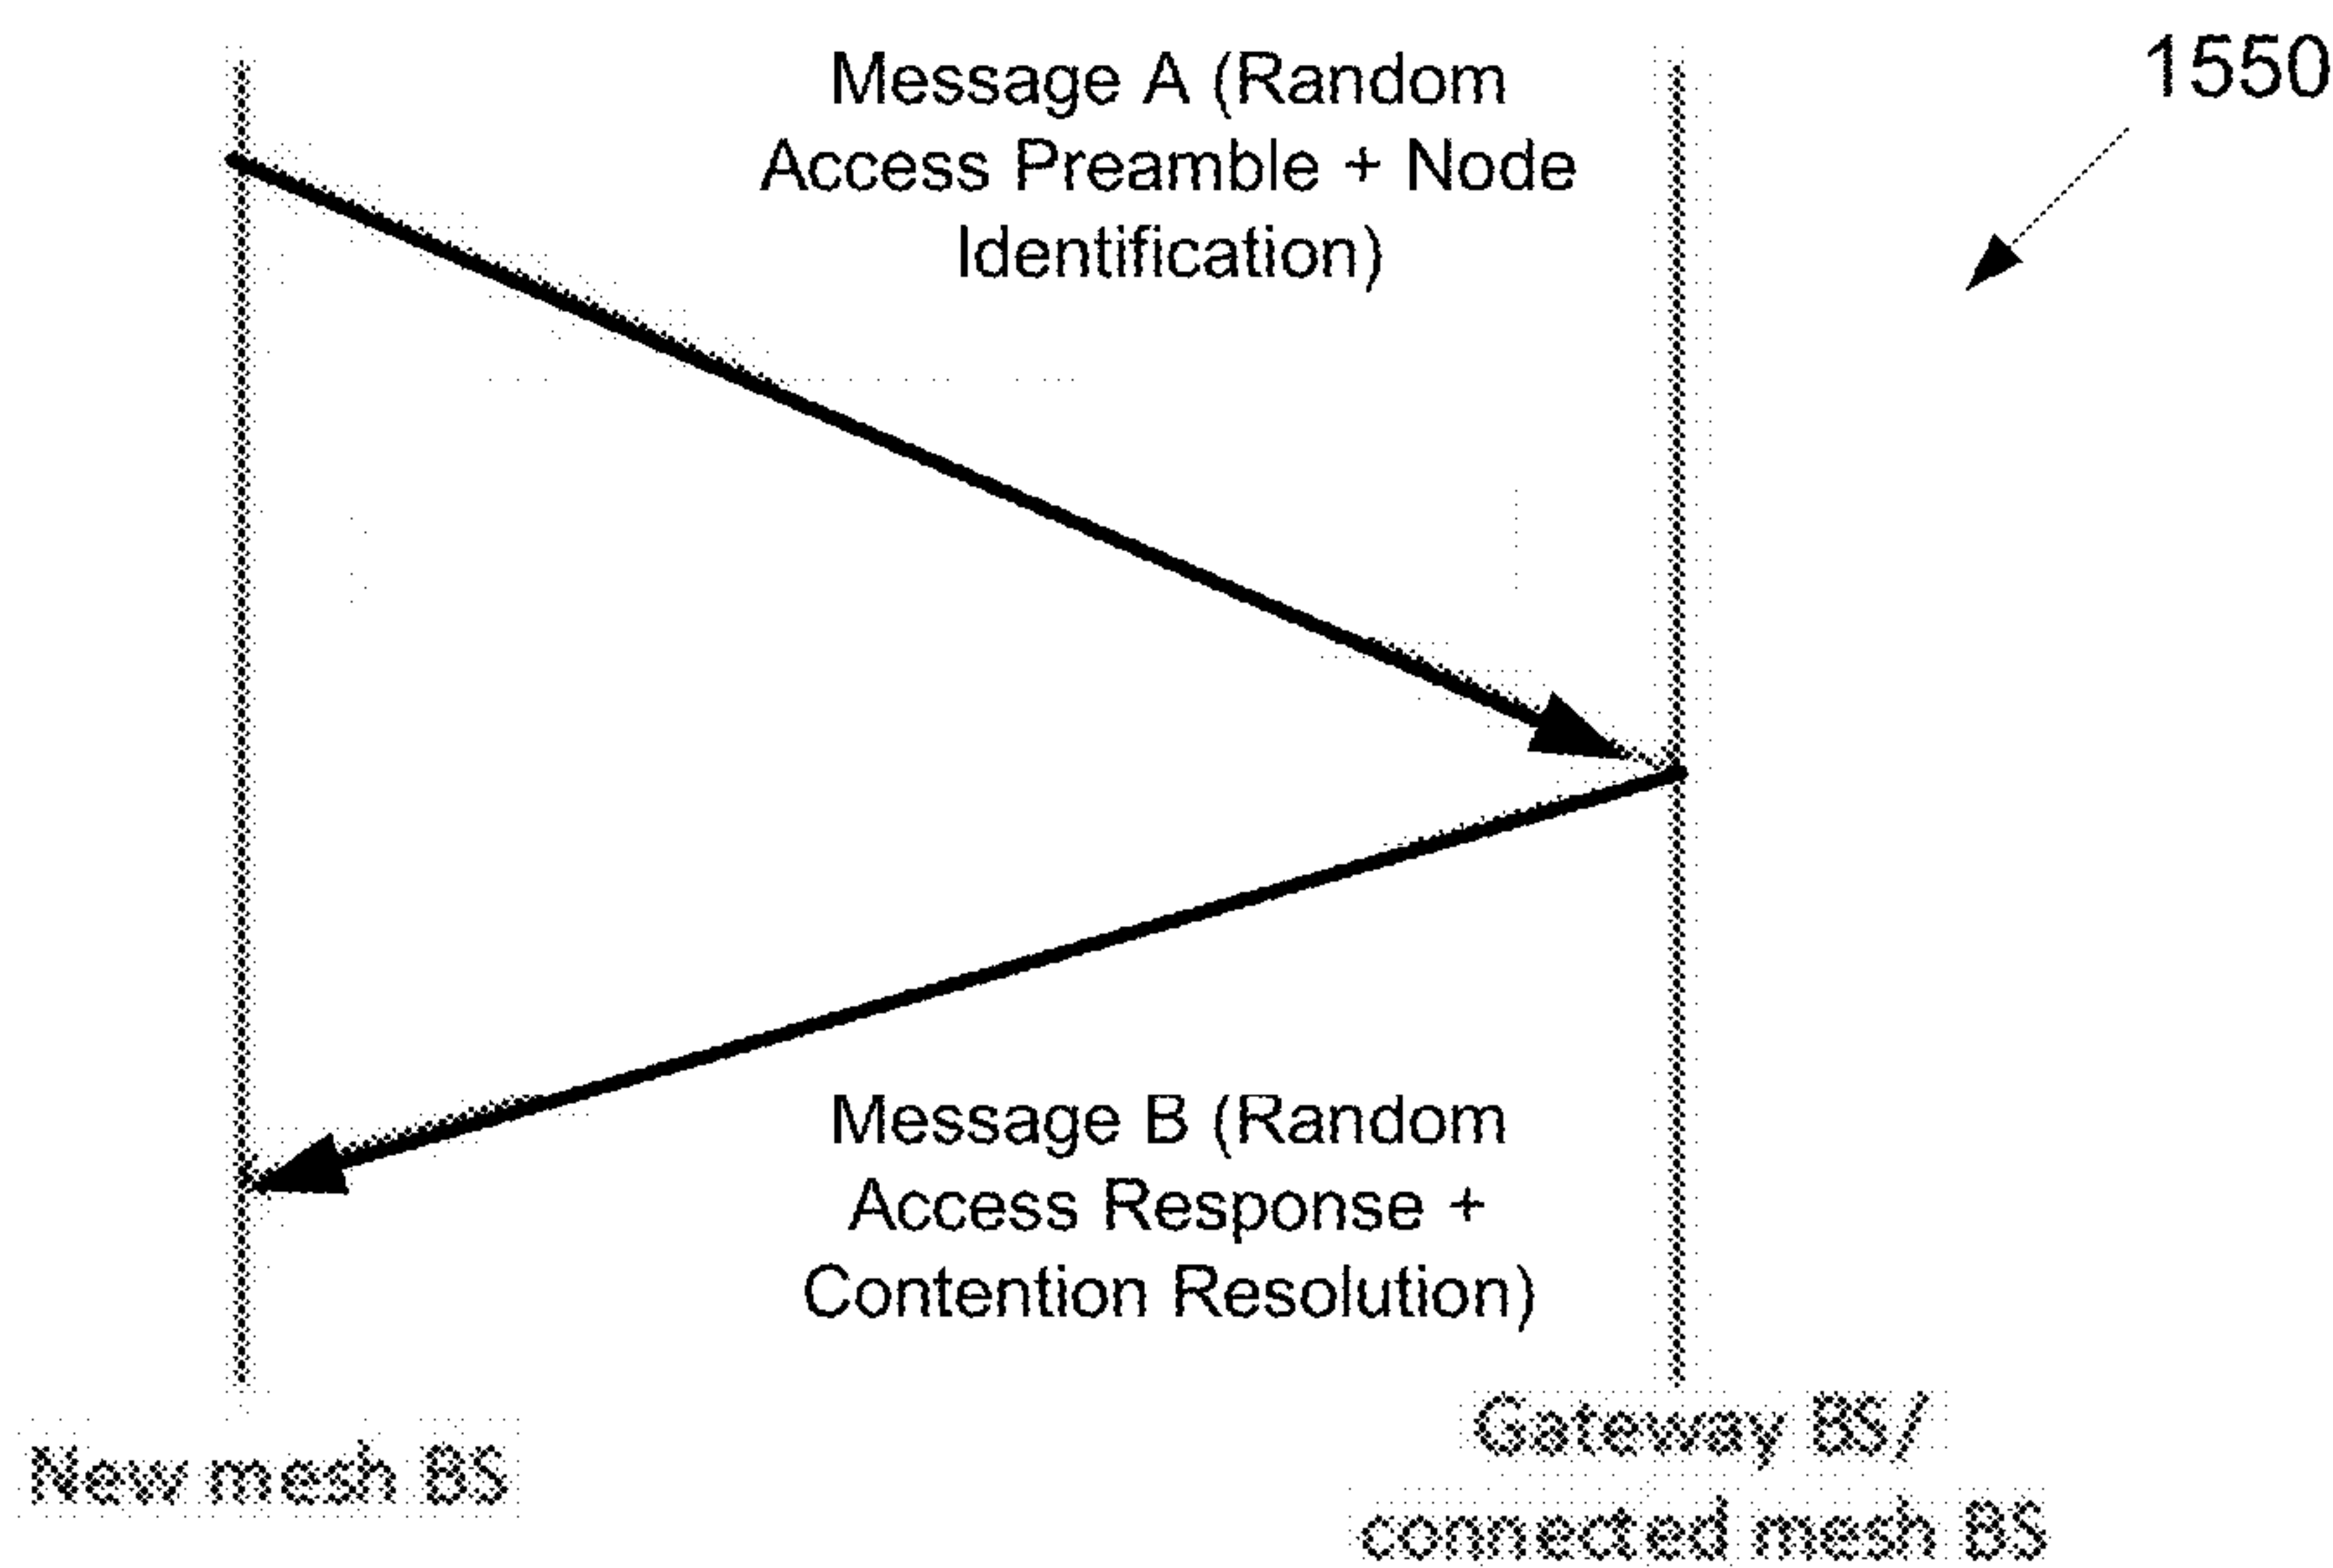 Message A (Random
Access Preamble + Node
Identification)
1550
Message B (Random
Access Response +
Contention Resolution)
New mesh BS
Gateway BS/
connected mesh BS